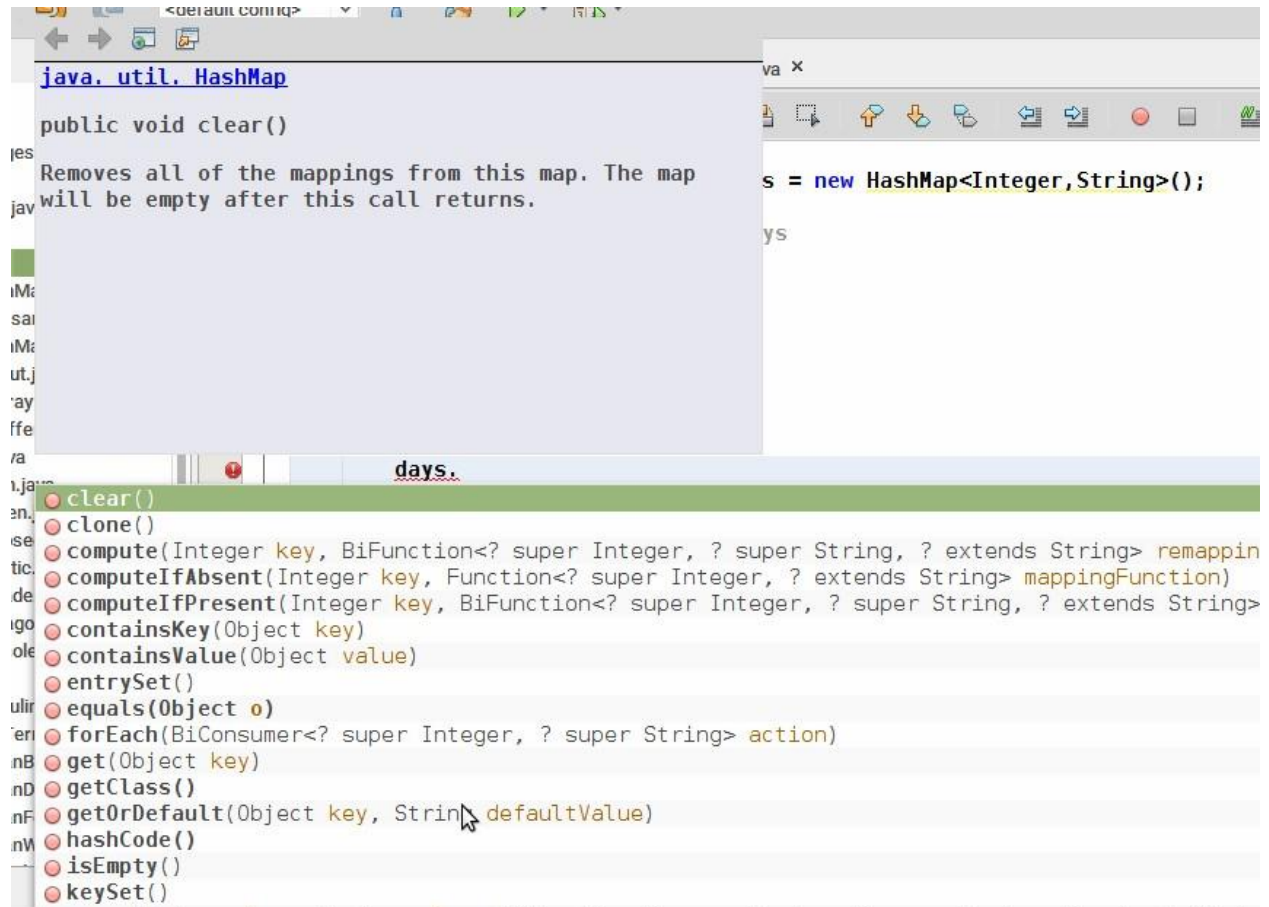 <default config>
java. util. HashMap
va ×
public void clear()
Removes all of the mappings from this map. The map
will be empty after this call returns.
s = new HashMap<Integer,String>();
ys
days.
clear()
clone()
compute(Integer key, BiFunction<? super Integer, ? super String, ? extends String> remappin
computeIfAbsent(Integer key, Function<? super Integer, ? extends String> mappingFunction)
computeIfPresent(Integer key, BiFunction<? super Integer, ? super String, ? extends String>
containsKey(Object key)
containsValue(Object value)
entrySet()
equals(Object o)
forEach(BiConsumer<? super Integer, ? super String> action)
get(Object key)
getClass()
getOrDefault(Object key, String defaultValue)
hashCode()
isEmpty()
keySet()